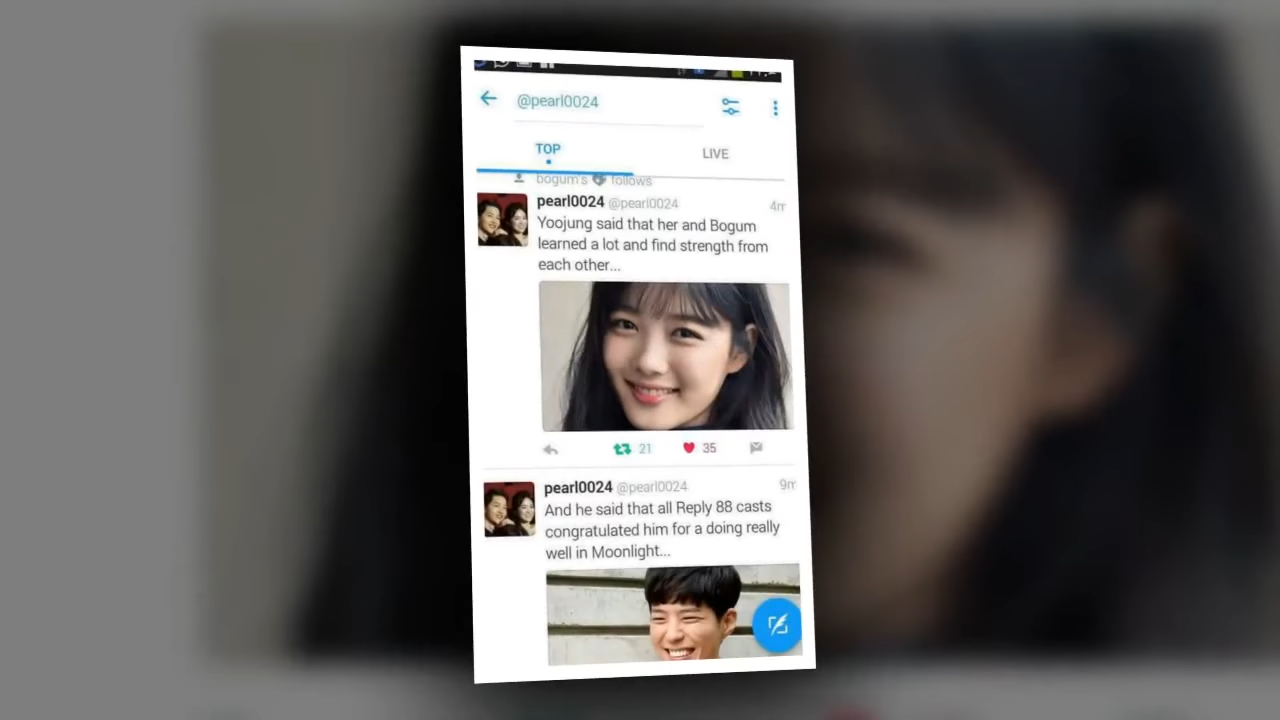 @pearl0024
TOP
LIVE
bogum's follows
pearl0024 @pearl0024
4m
Yoojung said that her and Bogum
learned a lot and find strength from
each other...
21
35
pearl0024 @pearl0024
9m
And he said that all Reply 88 casts
congratulated him for a doing really
well in Moonlight...